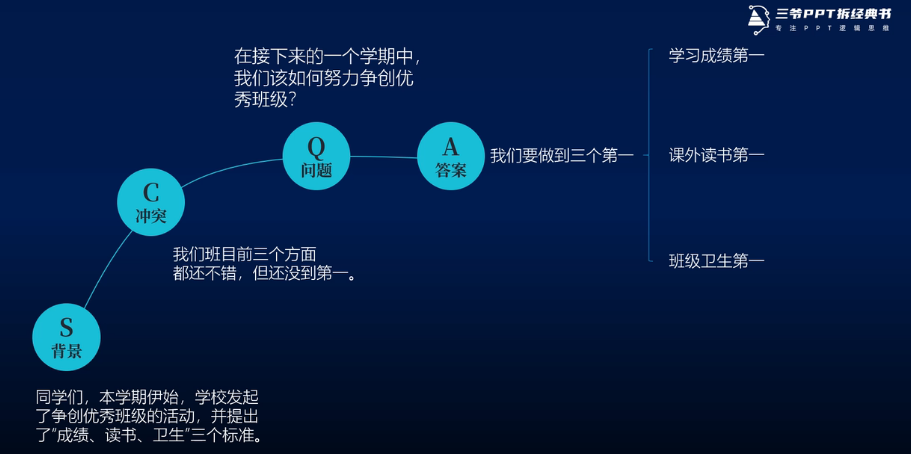 三爷PPT拆经典书
专注PPT逻辑思维
在接下来的一个学期中，
我们该如何努力争创优
秀班级？
学习成绩第一
Q
问题
A
答案
我们要做到三个第一
课外读书第一
C
冲突
我们班目前三个方面
都还不错，但还没到第一。
班级卫生第一
S
背景
同学们，本学期伊始，学校发起
了争创优秀班级的活动，并提出
了"成绩、读书、卫生"三个标准。